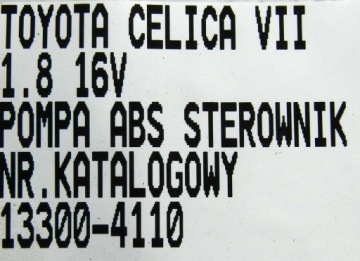 TOYOTA CELICA VII
1.8 16V
POMPA ABS STEROWNIK
NR.KATALOGOWY
13300-4110